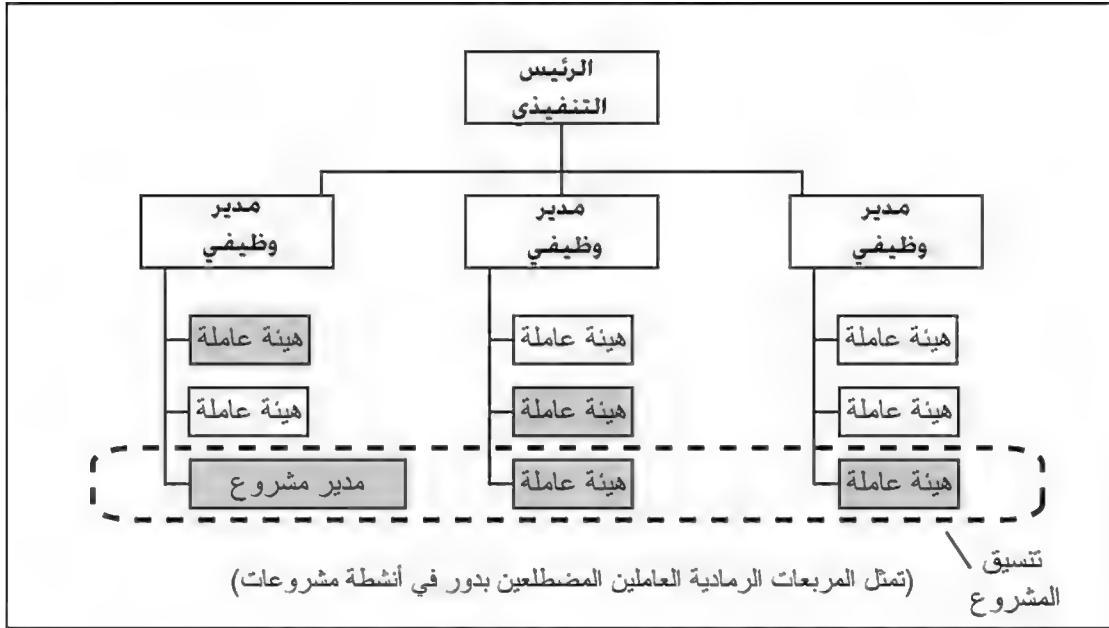 الرئيس
التنفيذي
مدير
وظيفي
مدير
وظيفي
مدير
وظيفي
هيئة عاملة
هيئة عاملة
هيئة عاملة
هيئة عاملة
هيئة عاملة
هيئة عاملة
هيئة عاملة
هيئة عاملة
مدير مشروع
تنسيق
المشروع
(تمثل المربعات الرمادية العاملين المضطلعين بدور في أنشطة مشروعات)